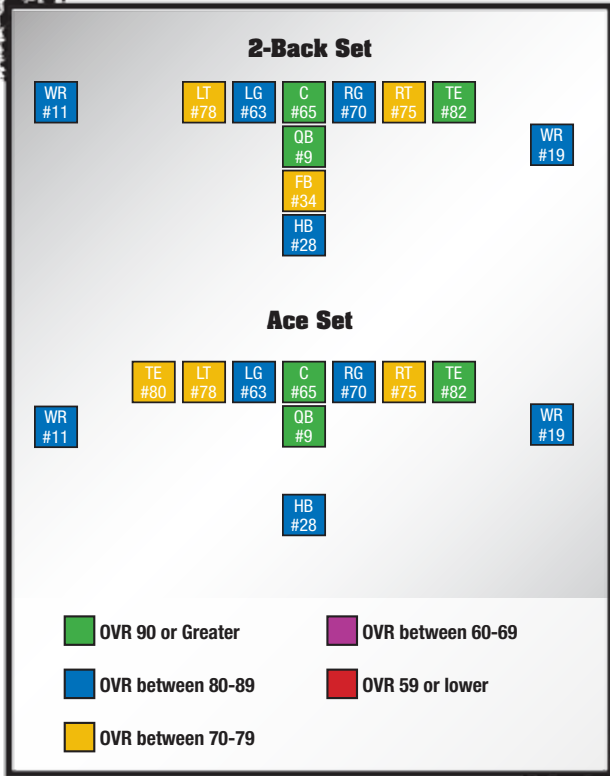 2-Back Set
WR LT LG C RG RT TE
#11 #78 #63 #65 #70 #75 #82
QB WR
#9 #19
FB
#34
HB
#28
Ace Set
TE LT LG C RG RT TE
#80 #78 #63 #65 #70 #75 #82
WR QB WR
#11 #9 #19
HB
#28
OVR 90 or Greater
OVR between 60-69
OVR between 80-89
OVR 59 or lower
OVR between 70-79